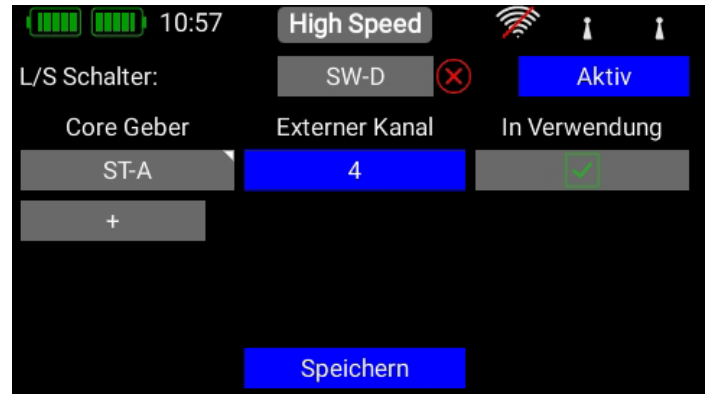 10:57 High Speed
L/S Schalter: SW-D Aktiv
Core Geber Externer Kanal In Verwendung
ST-A 4
+
Speichern